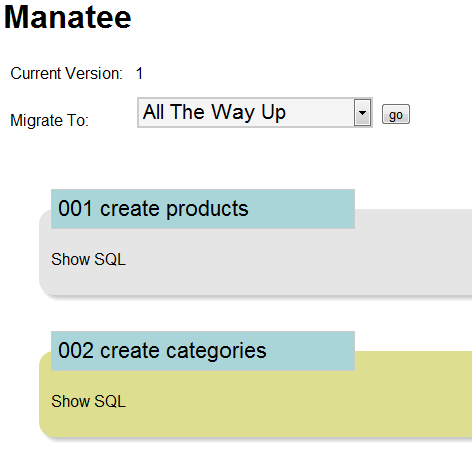 Manatee
Current Version: 1
Migrate To: All The Way Up go
001 create products
Show SQL
002 create categories
Show SQL